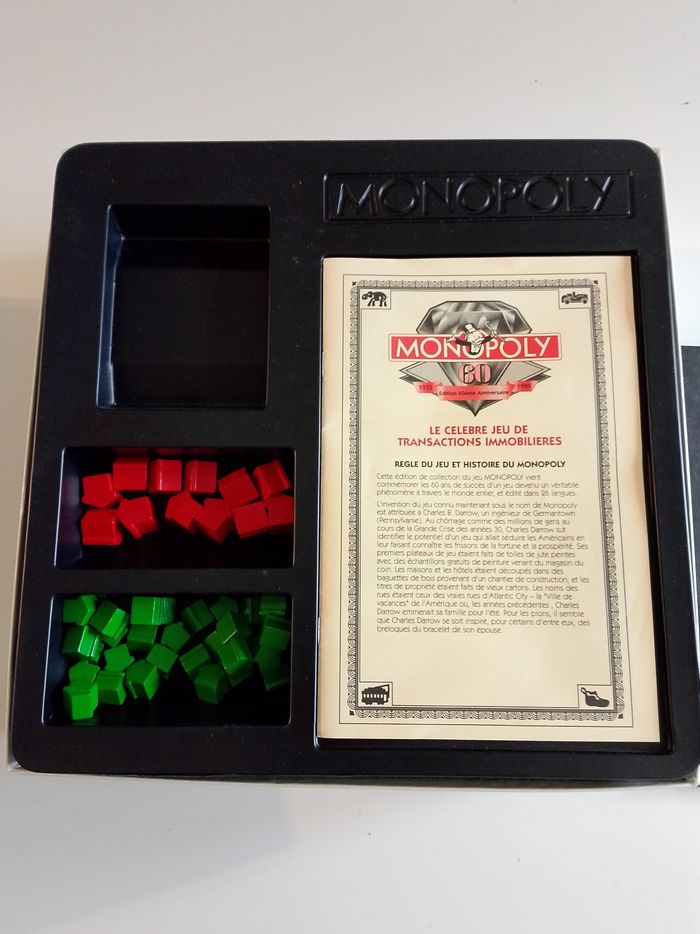 MONOPOLY
MONOPOLY
60
1935 1995
Edition 60ème Anniversaire
LE CELEBRE JEU DE
TRANSACTIONS IMMOBILIERES
REGLE DU JEU ET HISTOIRE DU MONOPOLY
Cette édition de collection du jeu MONOPOLY vient
commémorer les 60 ans de succès d'un jeu devenu un véritable
phénomène à travers le monde entier, et édité dans 26 langues.
L'invention du jeu connu maintenant sous le nom de Monopoly
est attribuée à Charles B. Darrow, un ingénieur de Germantown
(Pennsylvanie). Au chômage comme des millions de gens au
cours de la Grande Crise des années 30, Charles Darrow sut
identifier le potentiel d'un jeu qui allait séduire les Américains en
leur faisant connaître les frissons de la fortune et la prospérité. Ses
premiers plateaux de jeu étaient faits de toiles de jute peintes
avec des échantillons gratuits de peinture venant du magasin du
coin. Les maisons et les hôtels étaient découpés dans des
baguettes de bois provenant d'un chantier de construction, et les
titres de propriété étaient faits de vieux cartons. Les noms des
rues étaient ceux des vraies rues d'Atlantic City – la "Ville de
vacances" de l'Amérique où, les années précédentes , Charles
Darrow emmenait sa famille pour l'été. Pour les pions, il semble
que Charles Darrow se soit inspiré, pour certains d'entre eux, des
breloques du bracelet de son épouse.